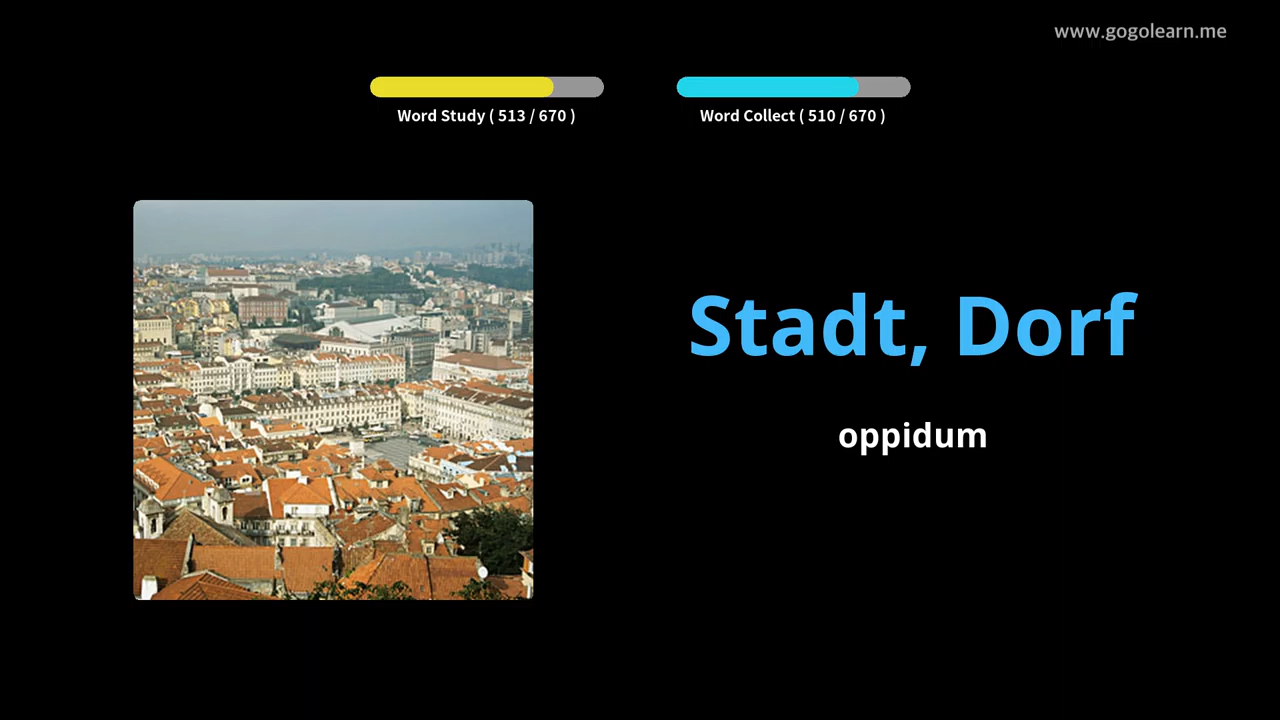 www.gogolearn.me
Word Study ( 513 / 670 )
Word Collect ( 510 / 670 )
Stadt, Dorf
oppidum